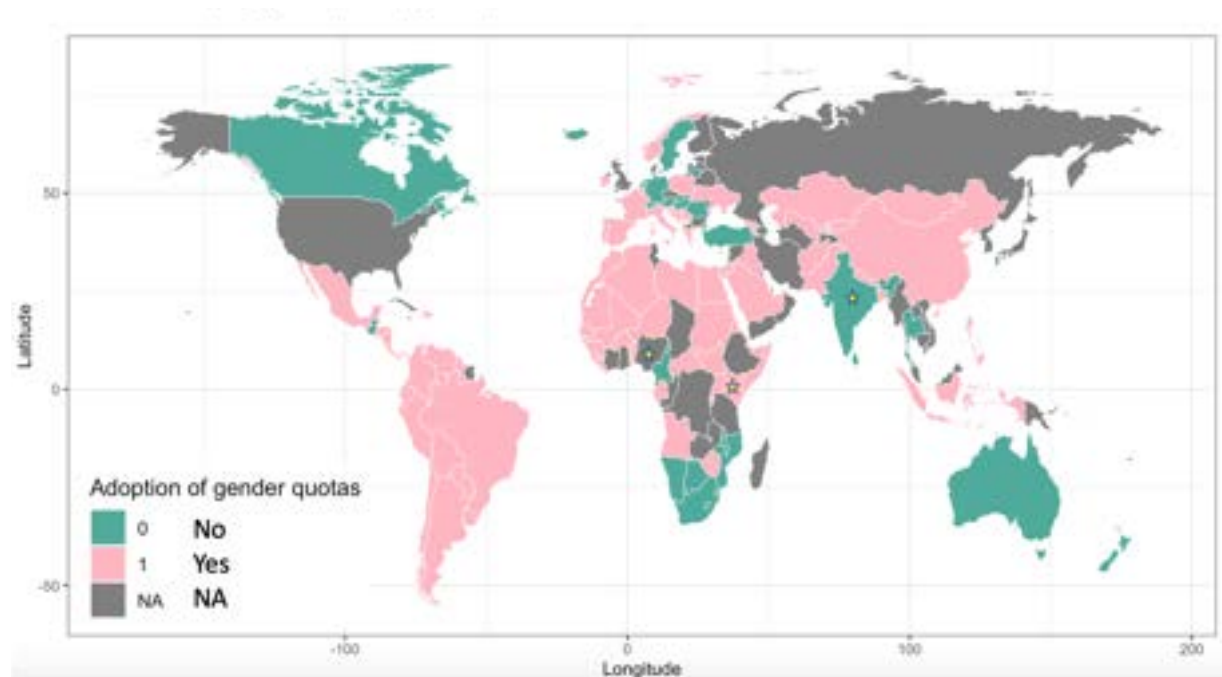 50
0
-50
Latitude
Adoption of gender quotas
0 No
1 Yes
NA NA
-100 0 100 200
Longitude